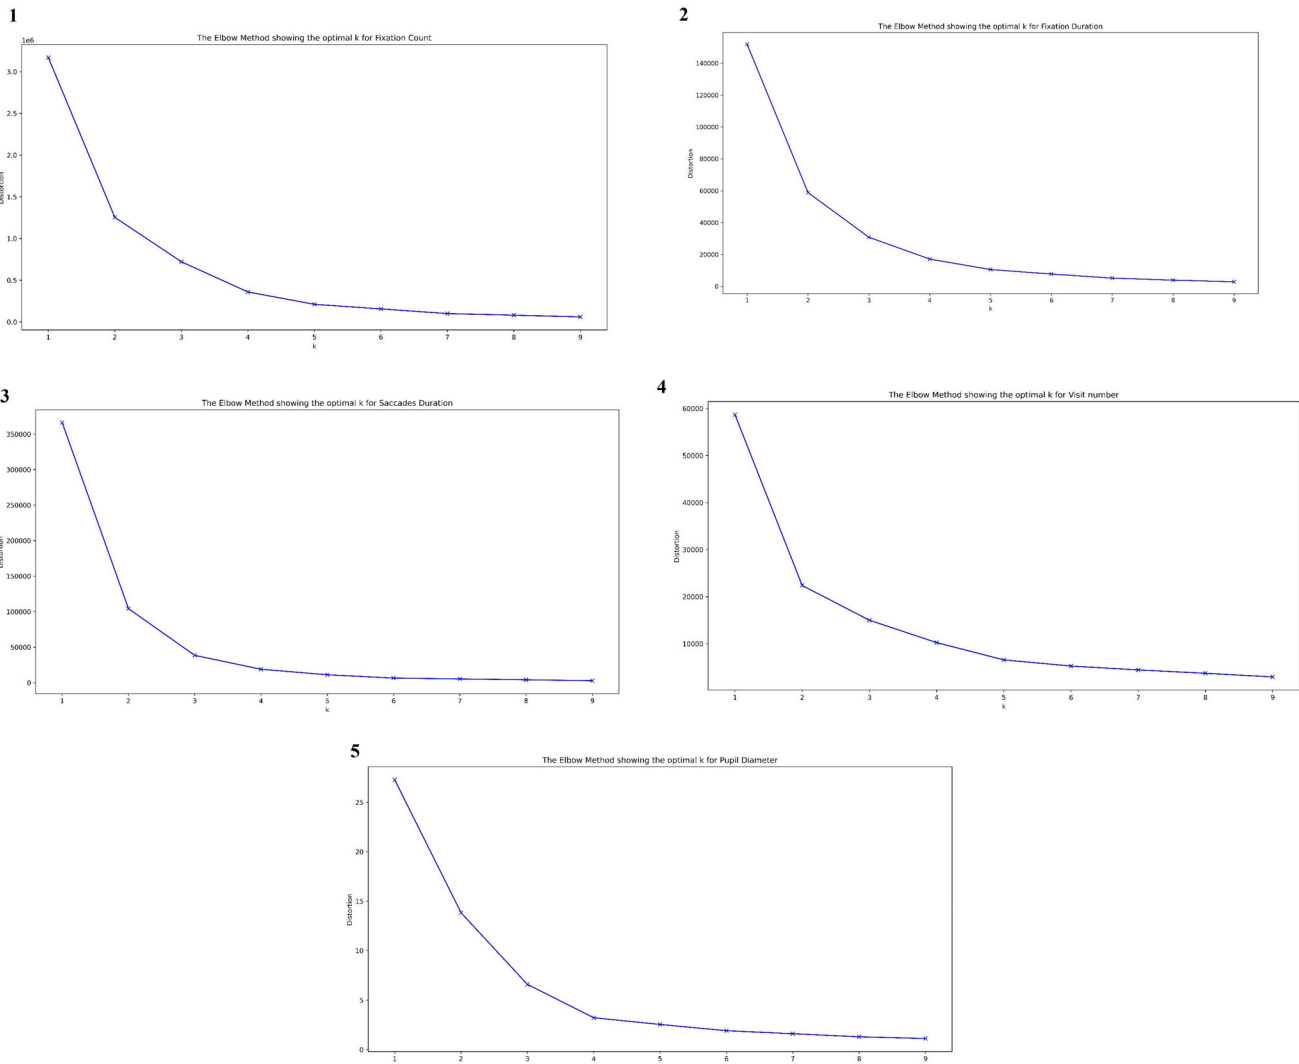 1
The Elbow Method showing the optimal k for Fixation Count
1e6
3.0
2.5
2.0
1.5
1.0
0.5
0.0
Distortion
1 2 3 4 5 6 7 8 9
k
2
The Elbow Method showing the optimal k for Fixation Duration
140000
120000
100000
80000
60000
40000
20000
0
Distortion
1 2 3 4 5 6 7 8 9
k
3
The Elbow Method showing the optimal k for Saccades Duration
350000
300000
250000
200000
150000
100000
50000
0
Distortion
1 2 3 4 5 6 7 8 9
k
4
The Elbow Method showing the optimal k for Visit number
60000
50000
40000
30000
20000
10000
Distortion
1 2 3 4 5 6 7 8 9
k
5
The Elbow Method showing the optimal k for Pupil Diameter
25
20
15
10
5
0
Distortion
1 2 3 4 5 6 7 8 9